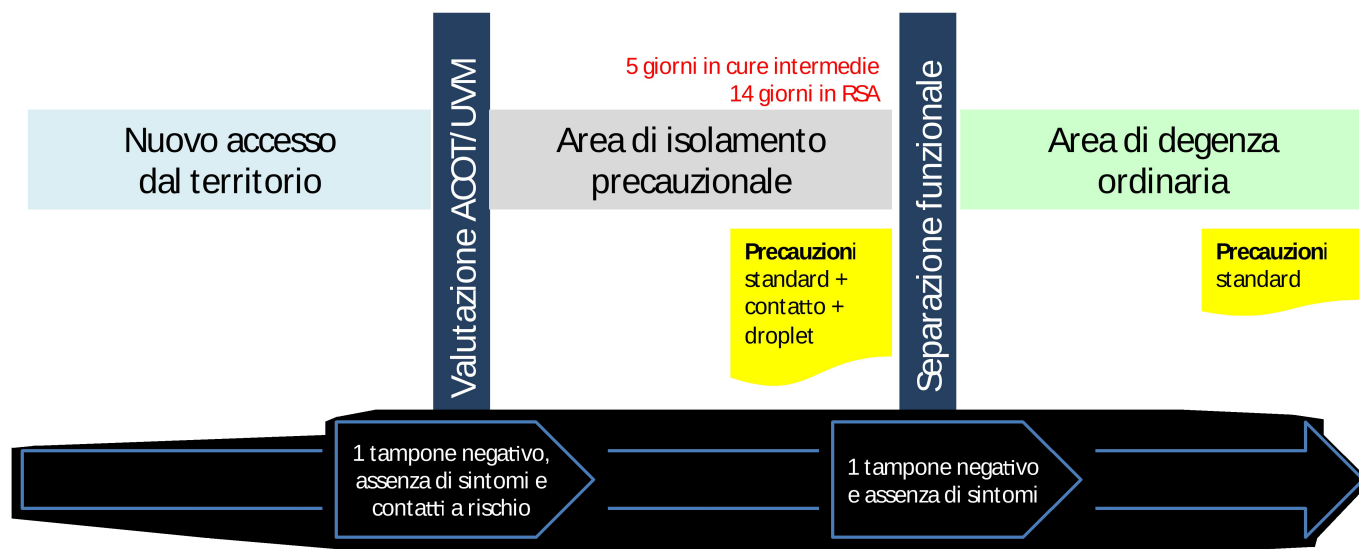 5 giorni in cure intermedie
14 giorni in RSA
Nuovo accesso
dal territorio
Valutazione ACOT/UVM
Area di isolamento
precauzionale
Separazione funzionale
Area di degenza
ordinaria
Precauzioni
standard +
contatto +
droplet
Precauzioni
standard
1 tampone negativo,
assenza di sintomi e
contatti a rischio
1 tampone negativo
e assenza di sintomi